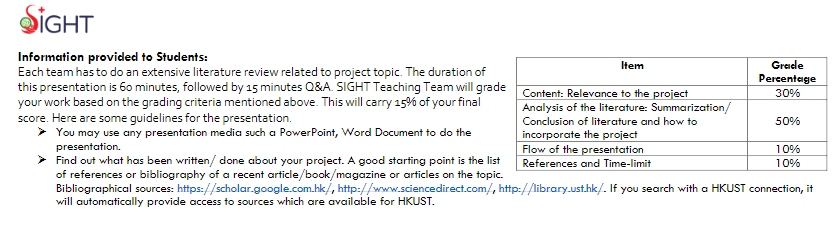 SIGHT
Information provided to Students:
Each team has to do an extensive literature review related to project topic. The duration of
this presentation is 60 minutes, followed by 15 minutes Q&A. SIGHT Teaching Team will grade
your work based on the grading criteria mentioned above. This will carry 15% of your final
score. Here are some guidelines for the presentation.
➢ You may use any presentation media such a PowerPoint, Word Document to do the
presentation.
➢ Find out what has been written/ done about your project. A good starting point is the list
of references or bibliography of a recent article/book/magazine or articles on the topic.
Bibliographical sources: https://scholar.google.com.hk/, http://www.sciencedirect.com/, http://library.ust.hk/. If you search with a HKUST connection, it
will automatically provide access to sources which are available for HKUST.
Item Grade
Percentage
Content: Relevance to the project 30%
Analysis of the literature: Summarization/
Conclusion of literature and how to 50%
incorporate the project
Flow of the presentation 10%
References and Time-limit 10%